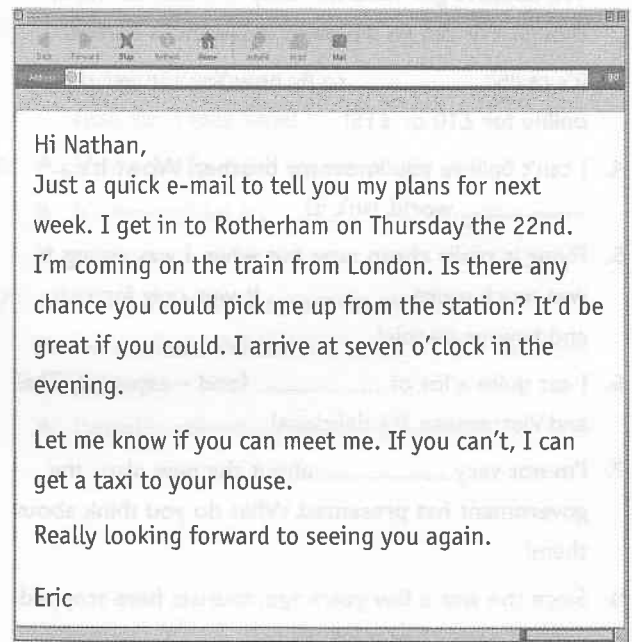 Hi Nathan,
Just a quick e-mail to tell you my plans for next
week. I get in to Rotherham on Thursday the 22nd.
I'm coming on the train from London. Is there any
chance you could pick me up from the station? It'd be
great if you could. I arrive at seven o'clock in the
evening.
Let me know if you can meet me. If you can't, I can
get a taxi to your house.
Really looking forward to seeing you again.
Eric